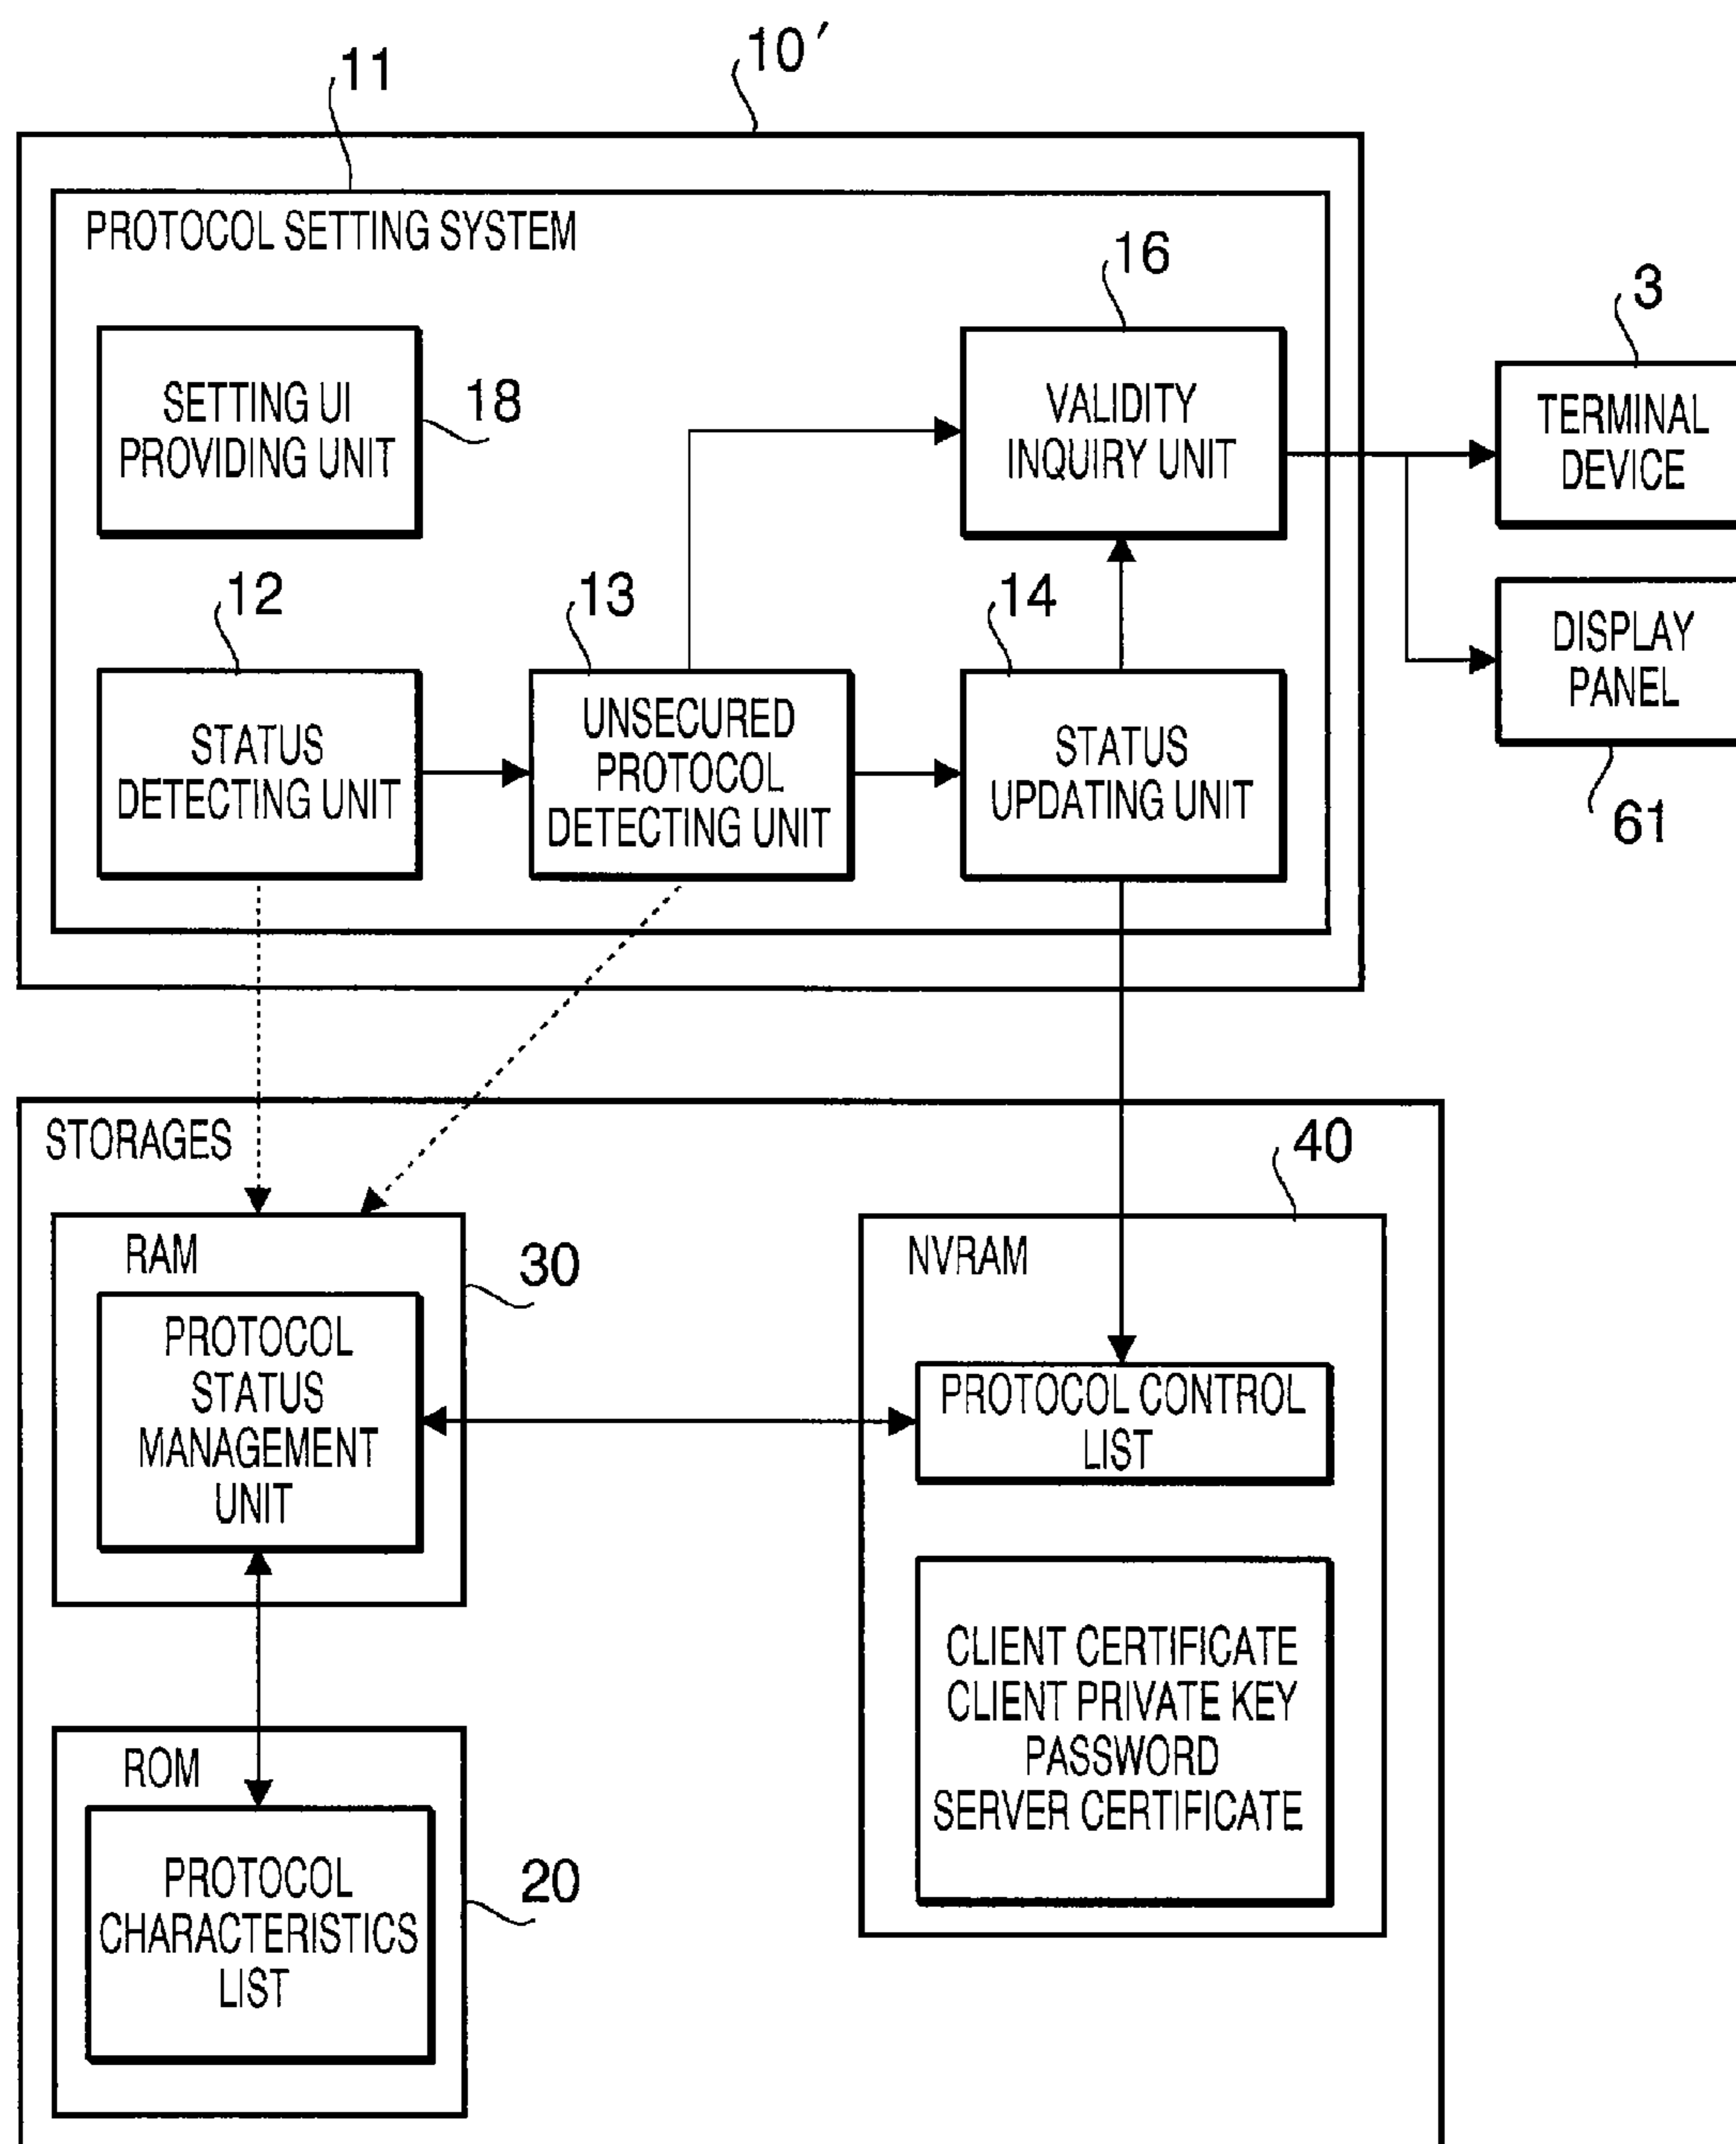 10′
11
PROTOCOL SETTING SYSTEM
16
3
SETTING UI
PROVIDING UNIT
18
VALIDITY
INQUIRY UNIT
TERMINAL
DEVICE
12
13
14
DISPLAY
PANEL
61
STATUS
DETECTING UNIT
UNSECURED
PROTOCOL
DETECTING UNIT
STATUS
UPDATING UNIT
STORAGES
40
RAM
30
NVRAM
PROTOCOL
STATUS
MANAGEMENT
UNIT
PROTOCOL CONTROL
LIST
CLIENT CERTIFICATE
CLIENT PRIVATE KEY
PASSWORD
SERVER CERTIFICATE
ROM
20
PROTOCOL
CHARACTERISTICS
LIST